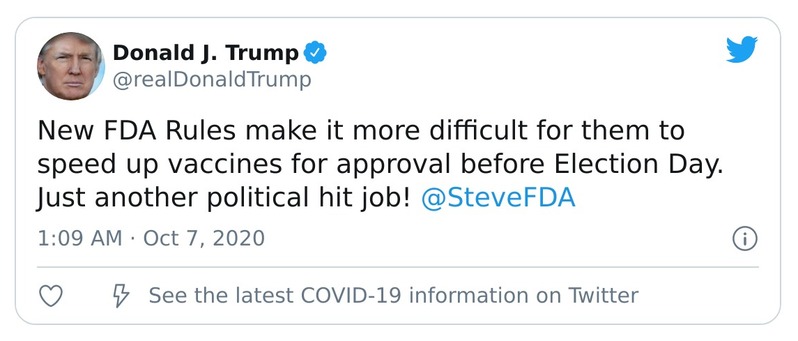 Donald J. Trump
@realDonaldTrump
New FDA Rules make it more difficult for them to
speed up vaccines for approval before Election Day.
Just another political hit job! @SteveFDA
1:09 AM · Oct 7, 2020
See the latest COVID-19 information on Twitter